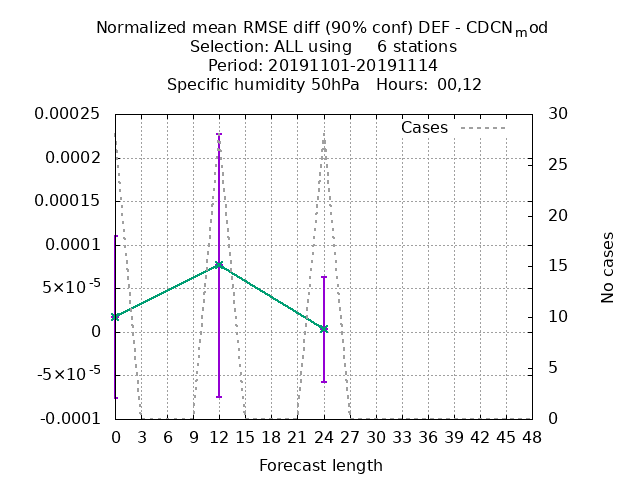 Normalized mean RMSE diff (90% conf) DEF - CDCNmod
Selection: ALL using     6 stations
Period: 20191101-20191114
Specific humidity 50hPa   Hours:  00,12
Cases
0.00025
0.0002
0.00015
0.0001
5×10-5
0
-5×10-5
-0.0001
30
25
20
15
10
5
0
No cases
0 3 6 9 12 15 18 21 24 27 30 33 36 39 42 45 48
Forecast length